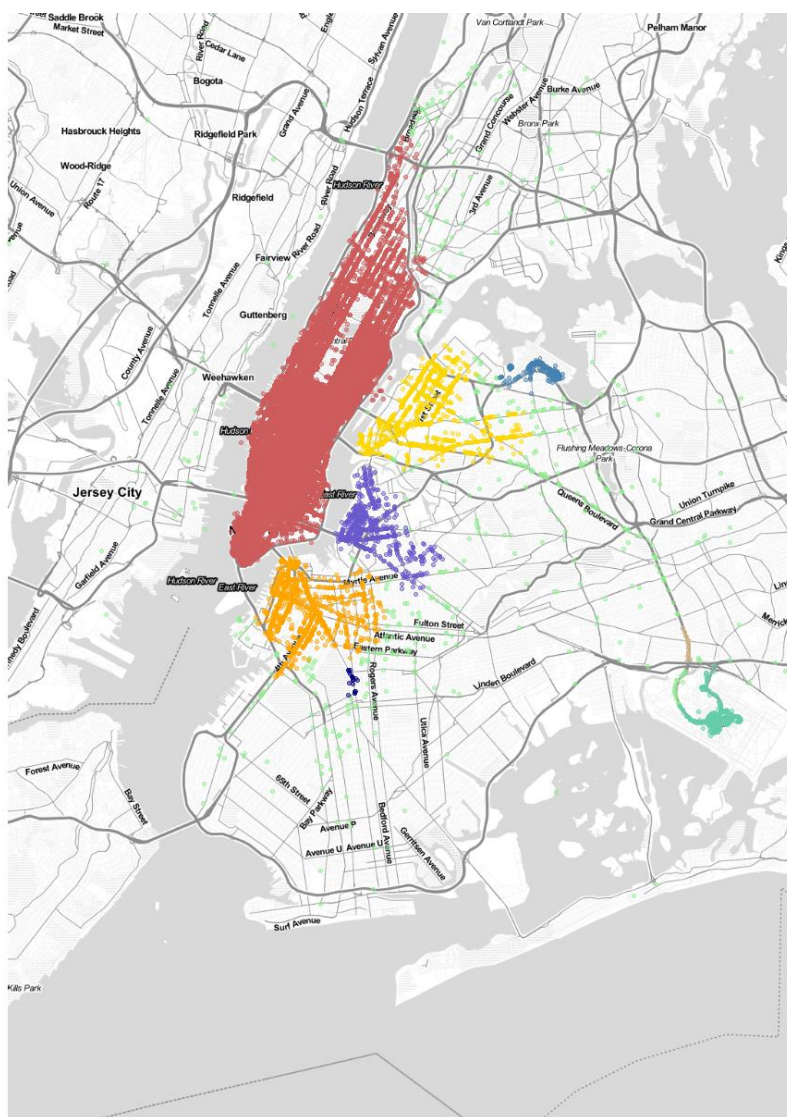 Saddle Brook
Market Street
River Road
Cedar Lane
Sylvan Avenue
Van Cortlandt Park
Pelham Manor
Bogota
Grand Avenue
Hudson Terrace
Webster Avenue
Burke Avenue
Grand Concourse
Bronx Park
Hasbrouck Heights
Ridgefield Park
Wood-Ridge
Route 17
Union Avenue
River Road
Hudson River
3rd Avenue
Ridgefield
Fairview
River Road
Tonnelle Avenue
Guttenberg
County Avenue
Weehawken
Tonnelle Avenue
Flushing Meadows-Corona
Park
Jersey City
East River
Queens Boulevard
Union Turnpike
Grand Central Parkway
Garfield Avenue
Hudson River
East River
Myrtle Avenue
Fulton Street
Atlantic Avenue
Eastern Parkway
Rogers Avenue
Linden Boulevard
Utica Avenue
Forest Avenue
Bay Street
65th Street
Bay Parkway
Avenue P
Bedford Avenue
Gerritsen Avenue
Avenue U
Avenue U
Surf Avenue
Kills Park